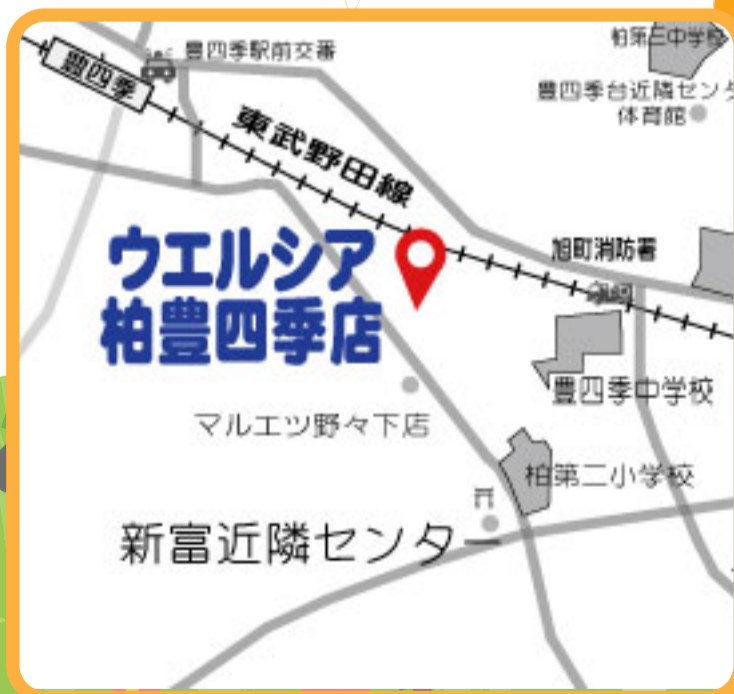 豊四季駅前交番
柏第三中学校
豊四季
豊四季台近隣センタ
体育館
東武野田線
ウエルシア
柏豊四季店
旭町消防署
豊四季中学校
マルエツ野々下店
柏第二小学校
新富近隣センター